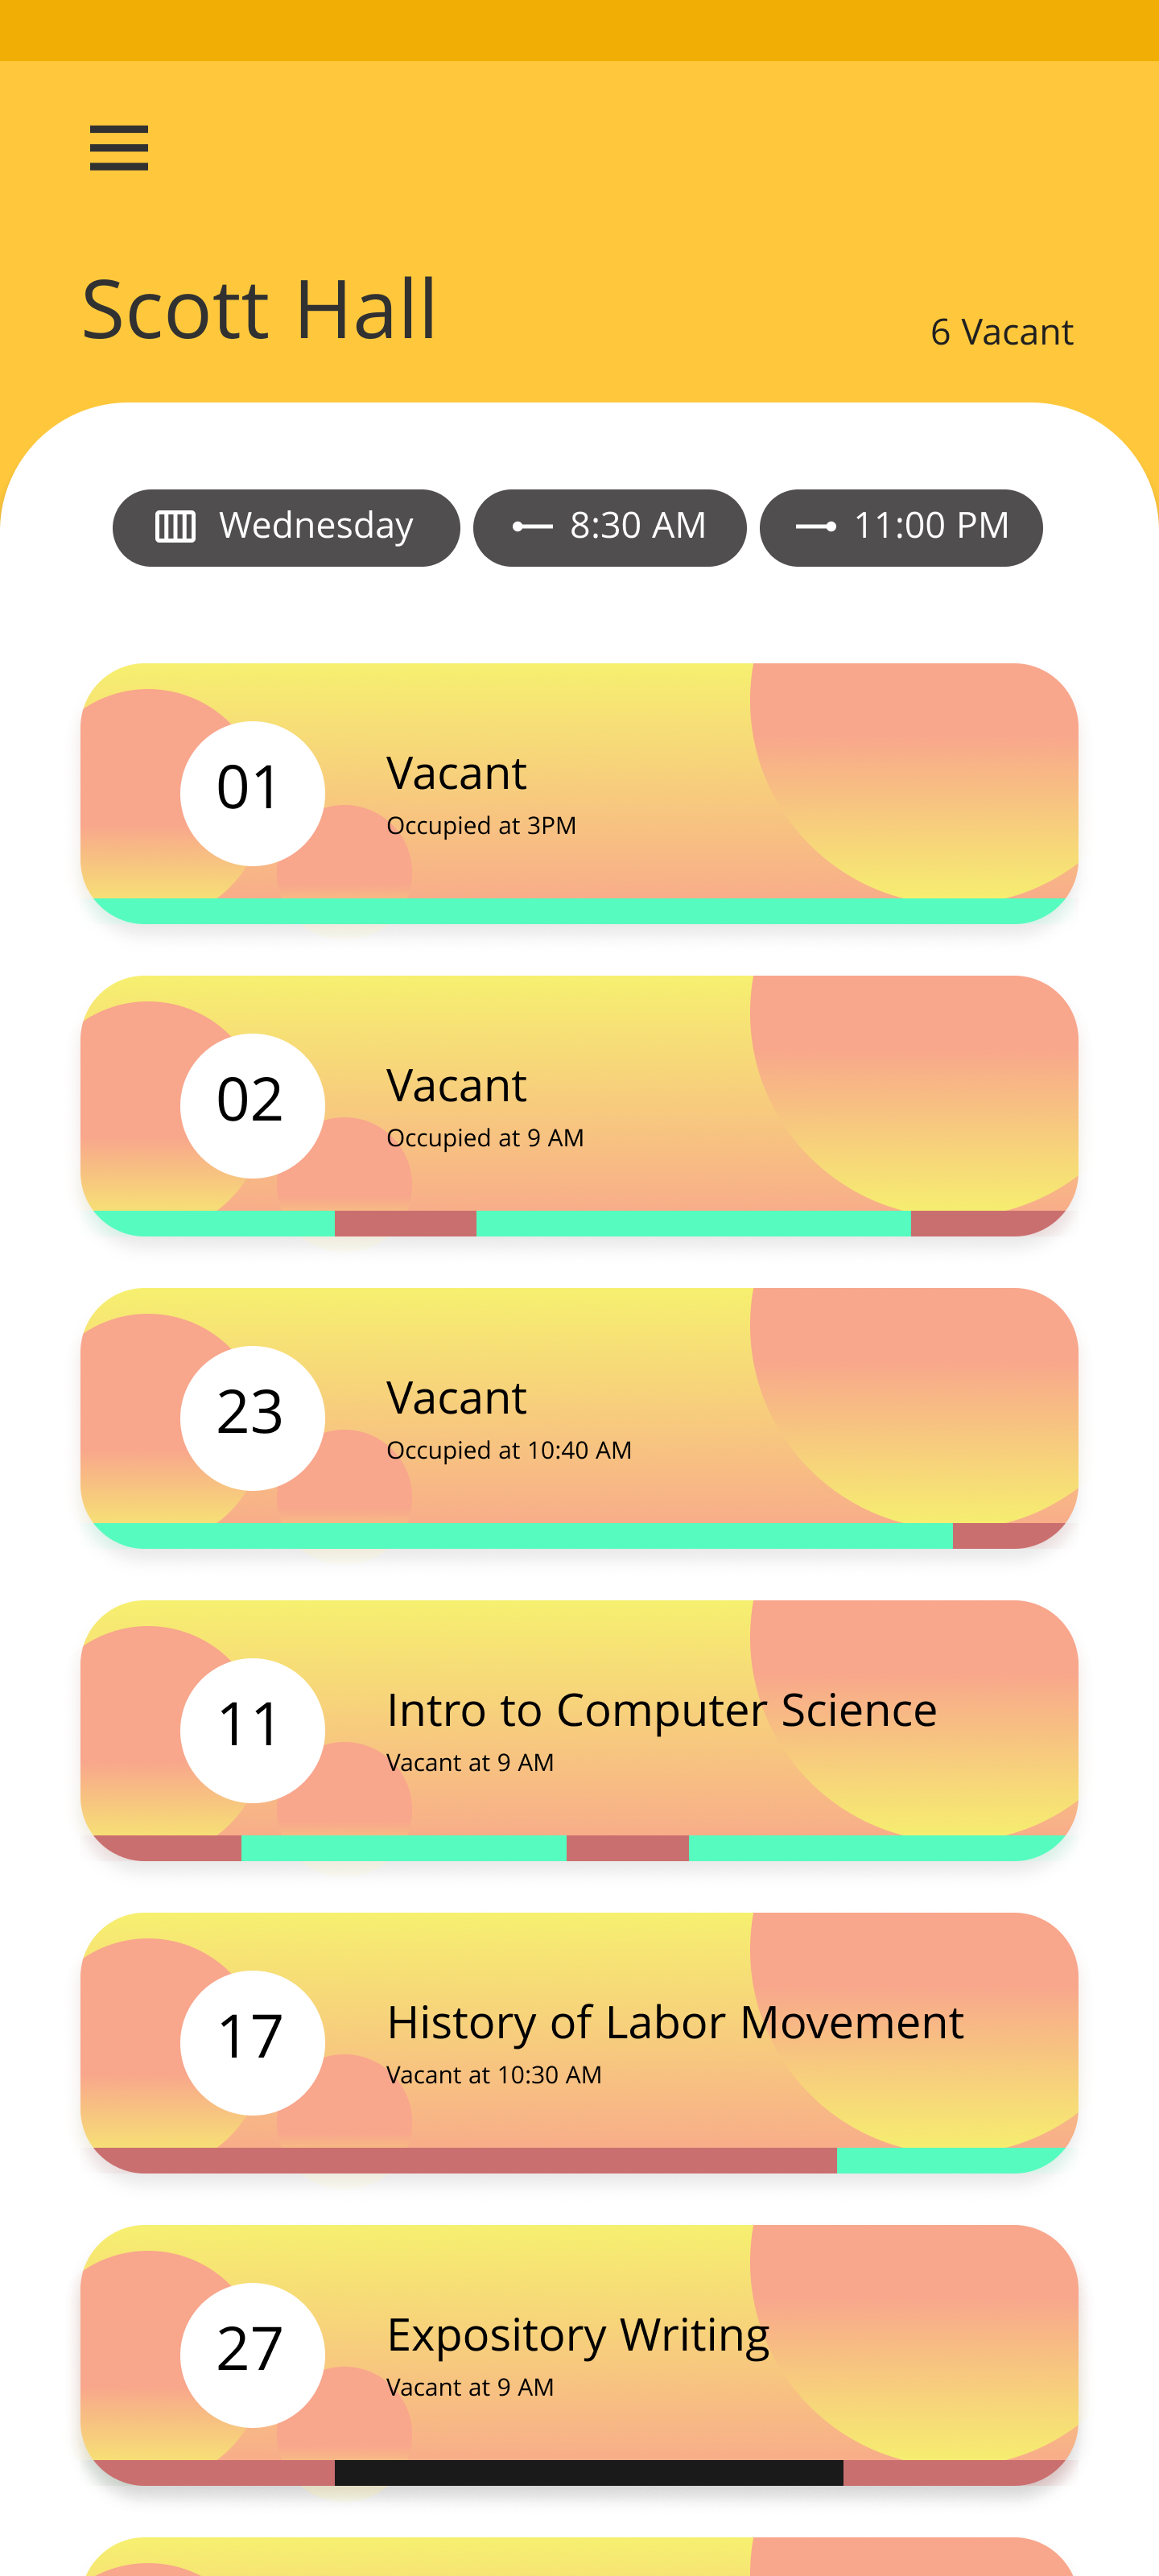 Scott Hall
6 Vacant
Wednesday
8:30 AM
11:00 PM
01
Vacant
Occupied at 3PM
02
Vacant
Occupied at 9 AM
23
Vacant
Occupied at 10:40 AM
11
Intro to Computer Science
Vacant at 9 AM
17
History of Labor Movement
Vacant at 10:30 AM
27
Expository Writing
Vacant at 9 AM